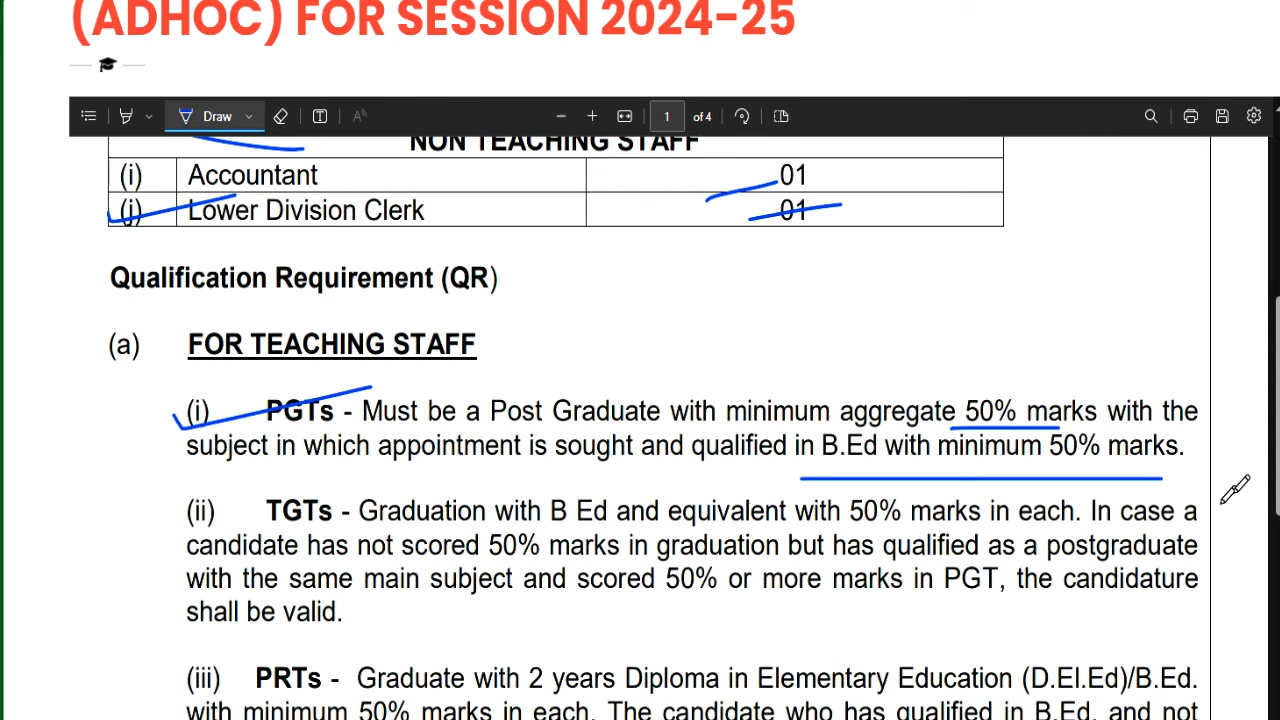 (ADHOC) FOR SESSION 2024-25
Draw
1 of 4
NON TEACHING STAFF
(i) Accountant 01
(j) Lower Division Clerk 01
Qualification Requirement (QR)
(a) FOR TEACHING STAFF
(i) PGTs - Must be a Post Graduate with minimum aggregate 50% marks with the
subject in which appointment is sought and qualified in B.Ed with minimum 50% marks.
(ii) TGTs - Graduation with B Ed and equivalent with 50% marks in each. In case a
candidate has not scored 50% marks in graduation but has qualified as a postgraduate
with the same main subject and scored 50% or more marks in PGT, the candidature
shall be valid.
(iii) PRTs - Graduate with 2 years Diploma in Elementary Education (D.El.Ed)/B.Ed.
with minimum 50% marks in each. The candidate who has qualified in B.Ed. and not